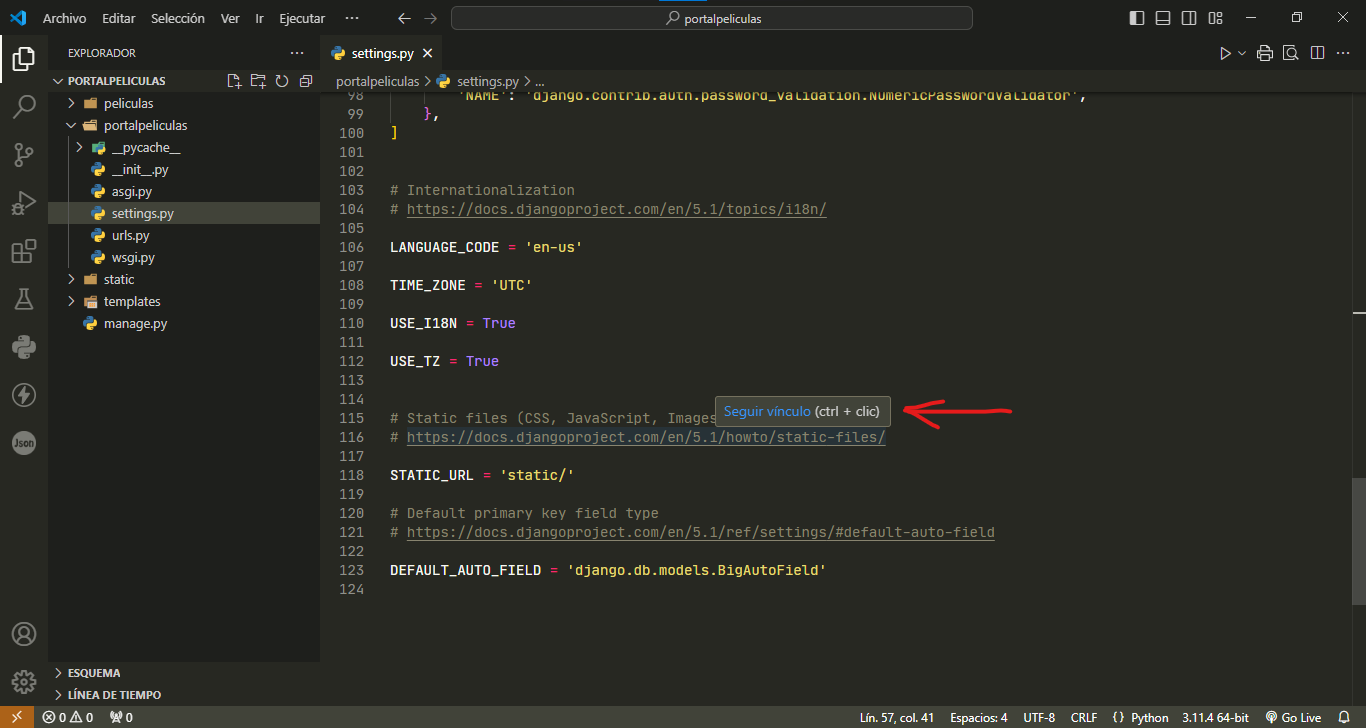 Archivo Editar Selección Ver Ir Ejecutar ··· portalpeliculas
EXPLORADOR ···
PORTALPELICULAS
peliculas
portalpeliculas
__pycache__
__init__.py
asgi.py
settings.py
urls.py
wsgi.py
static
templates
manage.py
ESQUEMA
LÍNEA DE TIEMPO
Json
settings.py
portalpeliculas > settings.py > ...
98 'NAME': 'django.contrib.auth.password_validation.NumericPasswordValidator',
99 },
100 ]
101
102
103 # Internationalization
104 # https://docs.djangoproject.com/en/5.1/topics/i18n/
105
106 LANGUAGE_CODE = 'en-us'
107
108 TIME_ZONE = 'UTC'
109
110 USE_I18N = True
111
112 USE_TZ = True
113
114
Seguir vínculo (ctrl + clic)
115 # Static files (CSS, JavaScript, Images
116 # https://docs.djangoproject.com/en/5.1/howto/static-files/
117
118 STATIC_URL = 'static/'
119
120 # Default primary key field type
121 # https://docs.djangoproject.com/en/5.1/ref/settings/#default-auto-field
122
123 DEFAULT_AUTO_FIELD = 'django.db.models.BigAutoField'
124
0 0 0 Lín. 57, col. 41 Espacios: 4 UTF-8 CRLF {} Python 3.11.4 64-bit Go Live